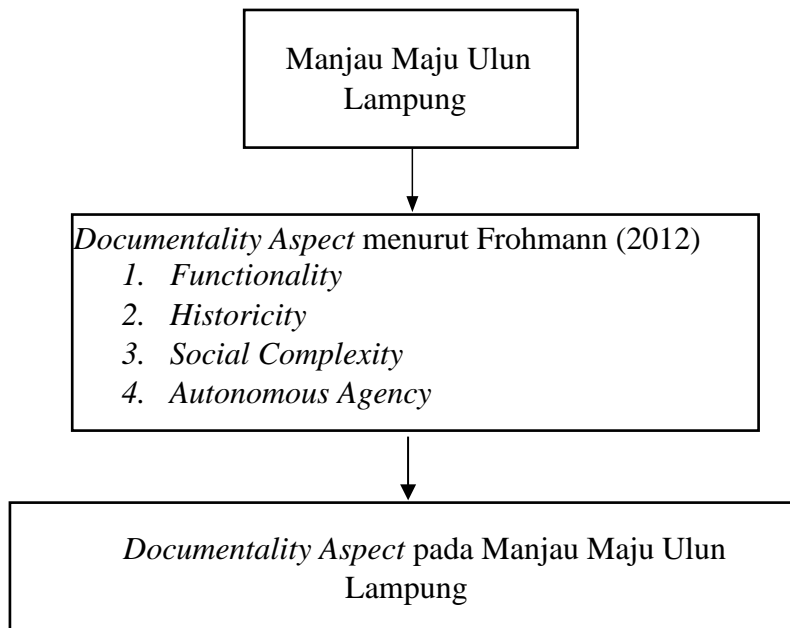 Manjau Maju Ulun
Lampung
Documentality Aspect menurut Frohmann (2012)
1. Functionality
2. Historicity
3. Social Complexity
4. Autonomous Agency
Documentality Aspect pada Manjau Maju Ulun
Lampung